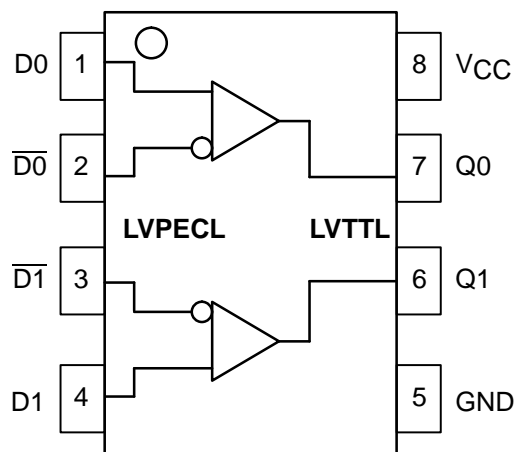 D0 1 8 VCC
D0 2 7 Q0
LVPECL LVTTL
D1 3 6 Q1
D1 4 5 GND